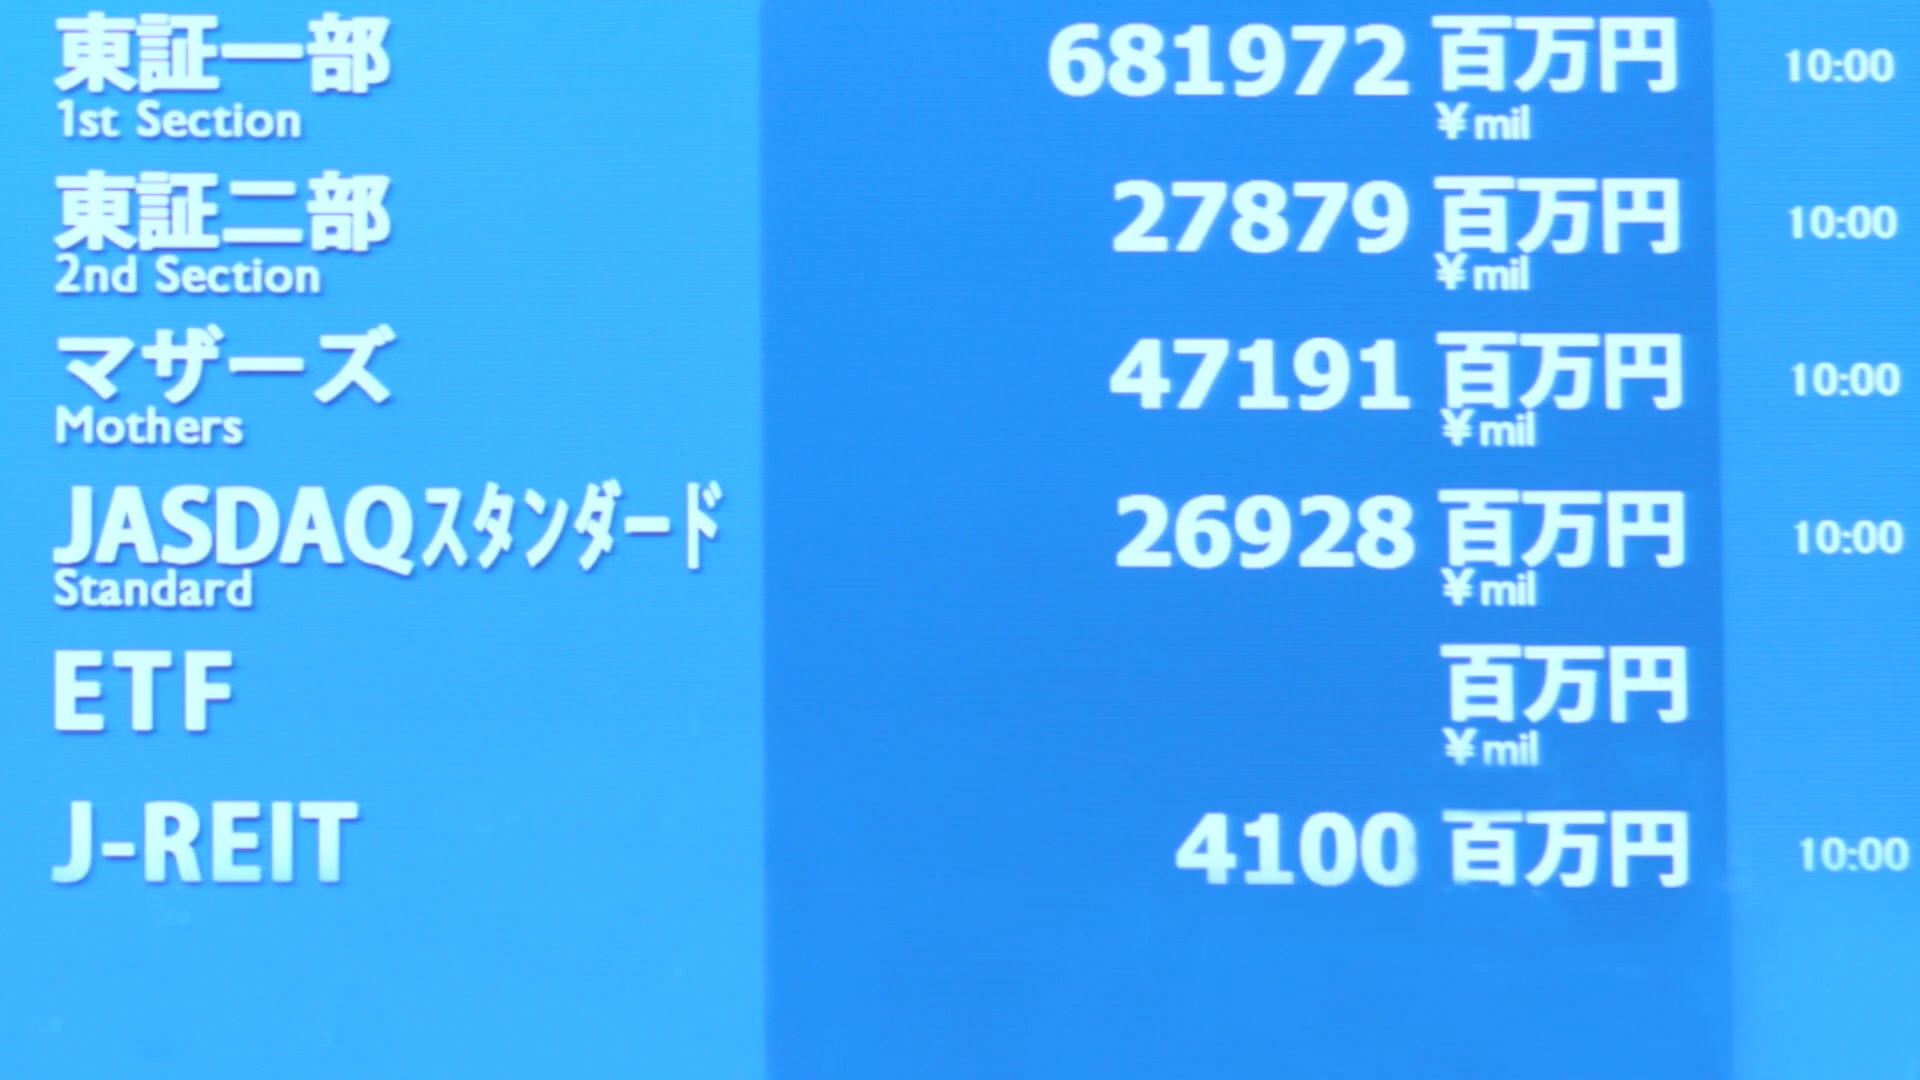 東証一部 681972 百万円 10:00
1st Section ¥mil
東証二部 27879 百万円 10:00
2nd Section ¥mil
マザーズ 47191 百万円 10:00
Mothers ¥mil
JASDAQスタンダード 26928 百万円 10:00
Standard ¥mil
ETF 百万円
¥mil
J-REIT 4100 百万円 10:00